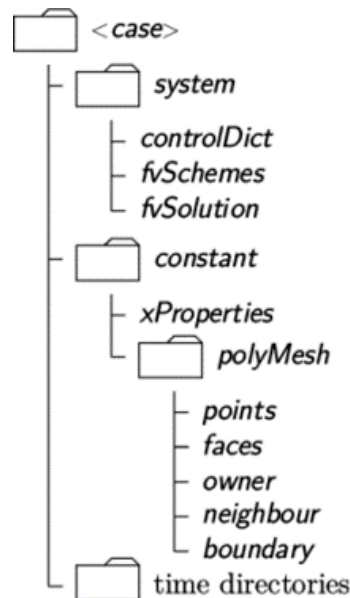 <case>
system
controlDict
fvSchemes
fvSolution
constant
xProperties
polyMesh
points
faces
owner
neighbour
boundary
time directories